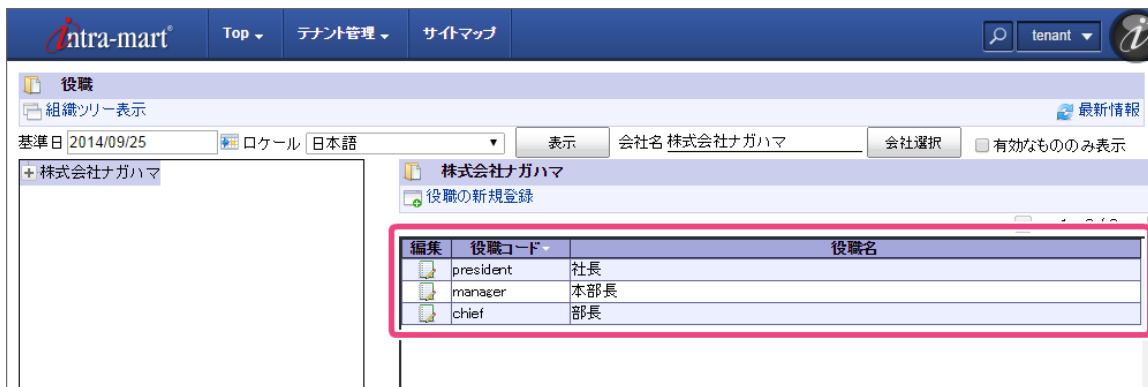 intra-mart® Top テナント管理 サイトマップ tenant
役職
組織ツリー表示 最新情報
基準日 2014/09/25 ロケール 日本語 表示 会社名 株式会社ナガハマ 会社選択 有効なもののみ表示
株式会社ナガハマ
株式会社ナガハマ
役職の新規登録
編集 役職コード 役職名
president 社長
manager 本部長
chief 部長